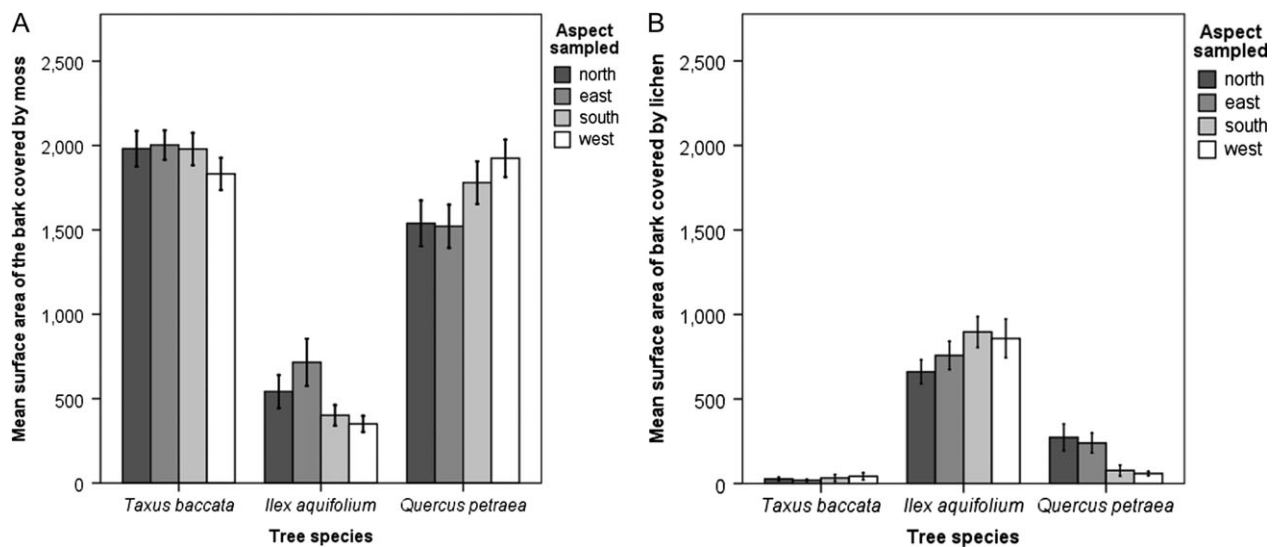 A
Mean surface area of the bark covered by moss
2,500
2,000
1,500
1,000
500
0
Taxus baccata
Ilex aquifolium
Quercus petraea
Tree species
Aspect
sampled
north
east
south
west
B
Mean surface area of bark covered by lichen
2,500
2,000
1,500
1,000
500
0
Taxus baccata
Ilex aquifolium
Quercus petraea
Tree species
Aspect
sampled
north
east
south
west